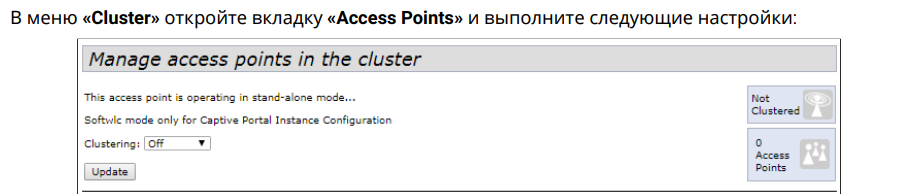 В меню «Cluster» откройте вкладку «Access Points» и выполните следующие настройки:
Manage access points in the cluster
This access point is operating in stand-alone mode...
Softwlc mode only for Captive Portal Instance Configuration
Clustering: Off
Update
Not
Clustered
0
Access
Points